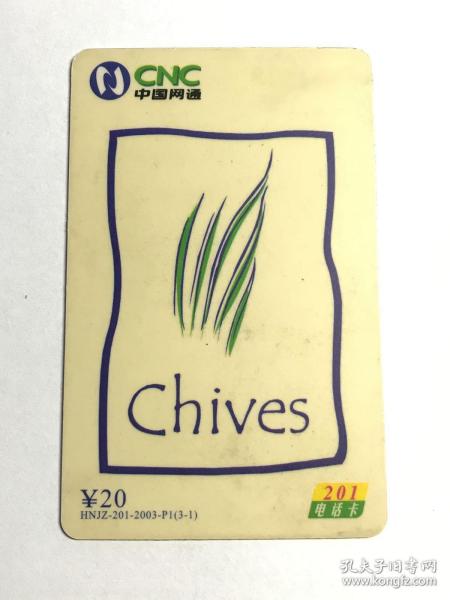 CNC
中国网通
Chives
¥20
HNJZ-201-2003-P1(3-1)
201
电话卡
孔夫子旧书网
www.kongfz.com